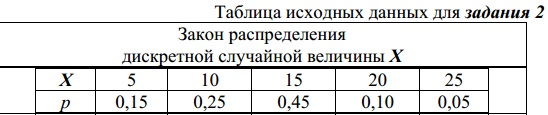 Таблица исходных данных для задания 2
Закон распределения
дискретной случайной величины X
X 5 10 15 20 25
p 0,15 0,25 0,45 0,10 0,05